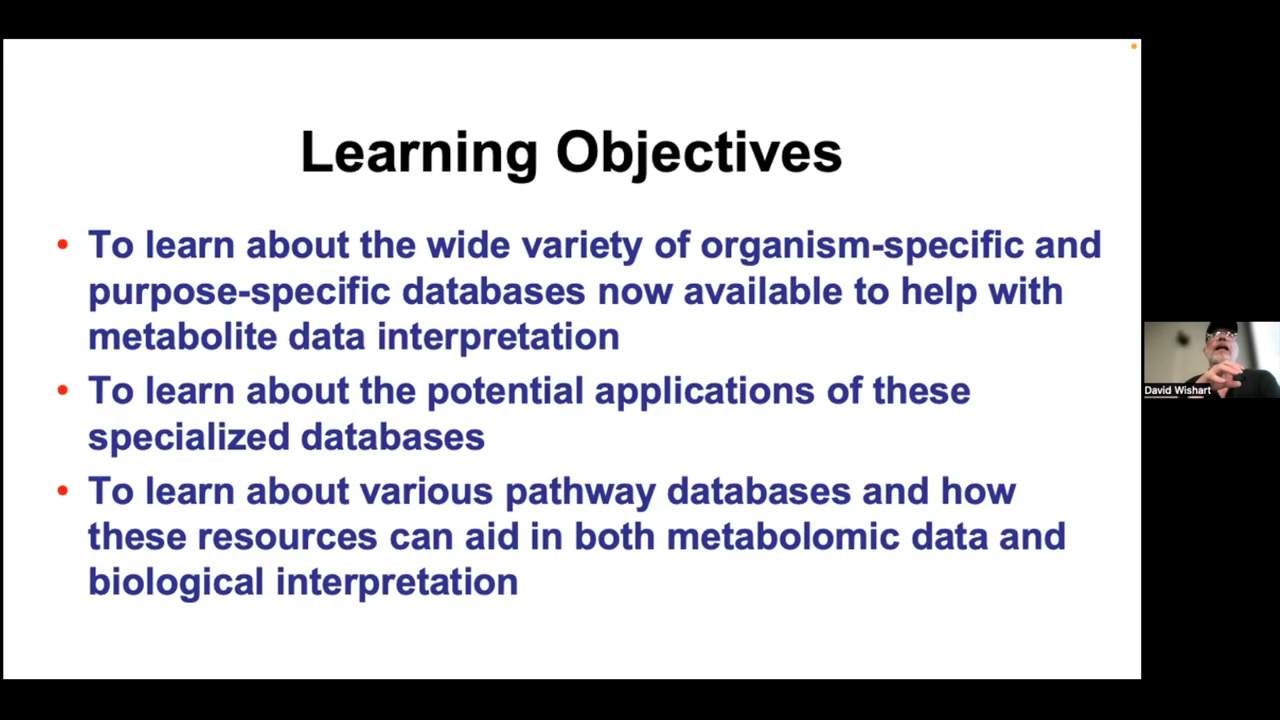 Learning Objectives
• To learn about the wide variety of organism-specific and
purpose-specific databases now available to help with
metabolite data interpretation
• To learn about the potential applications of these
specialized databases
• To learn about various pathway databases and how
these resources can aid in both metabolomic data and
biological interpretation
David Wishart